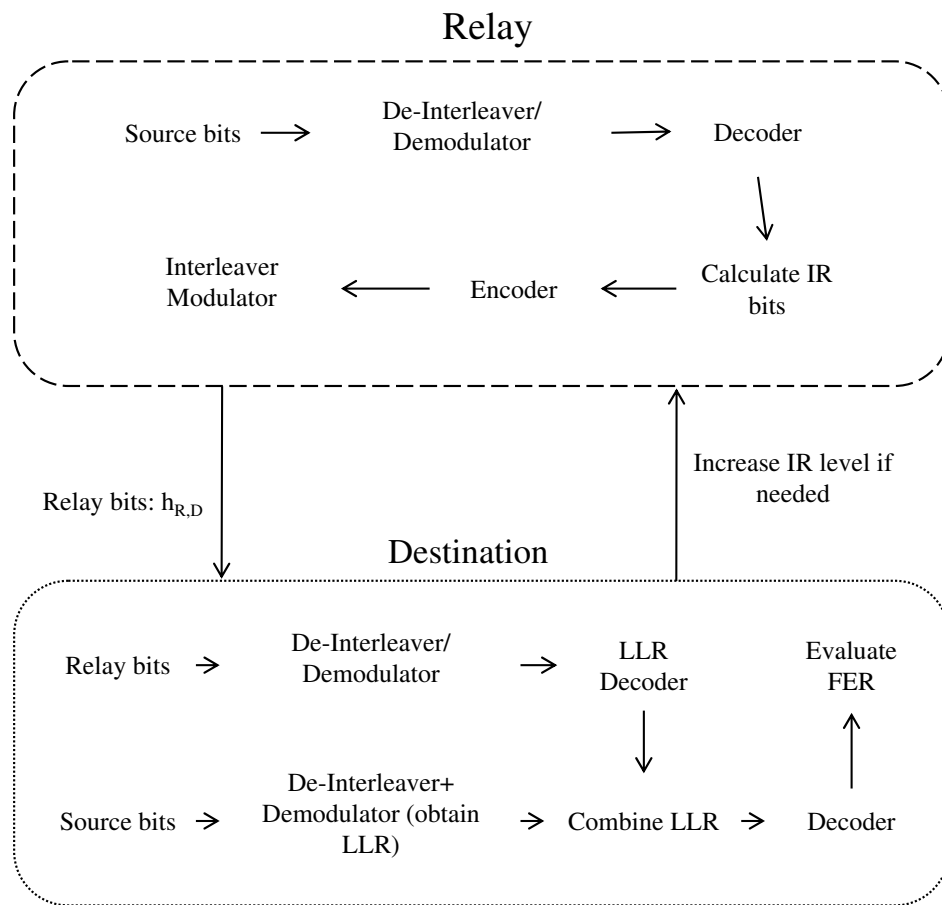 Relay
Source bits
De-Interleaver/
Demodulator
Decoder
Interleaver
Modulator
Encoder
Calculate IR
bits
Relay bits: h_{R,D}
Increase IR level if
needed
Destination
Relay bits
De-Interleaver/
Demodulator
LLR
Decoder
Evaluate
FER
Source bits
De-Interleaver+
Demodulator (obtain
LLR)
Combine LLR
Decoder